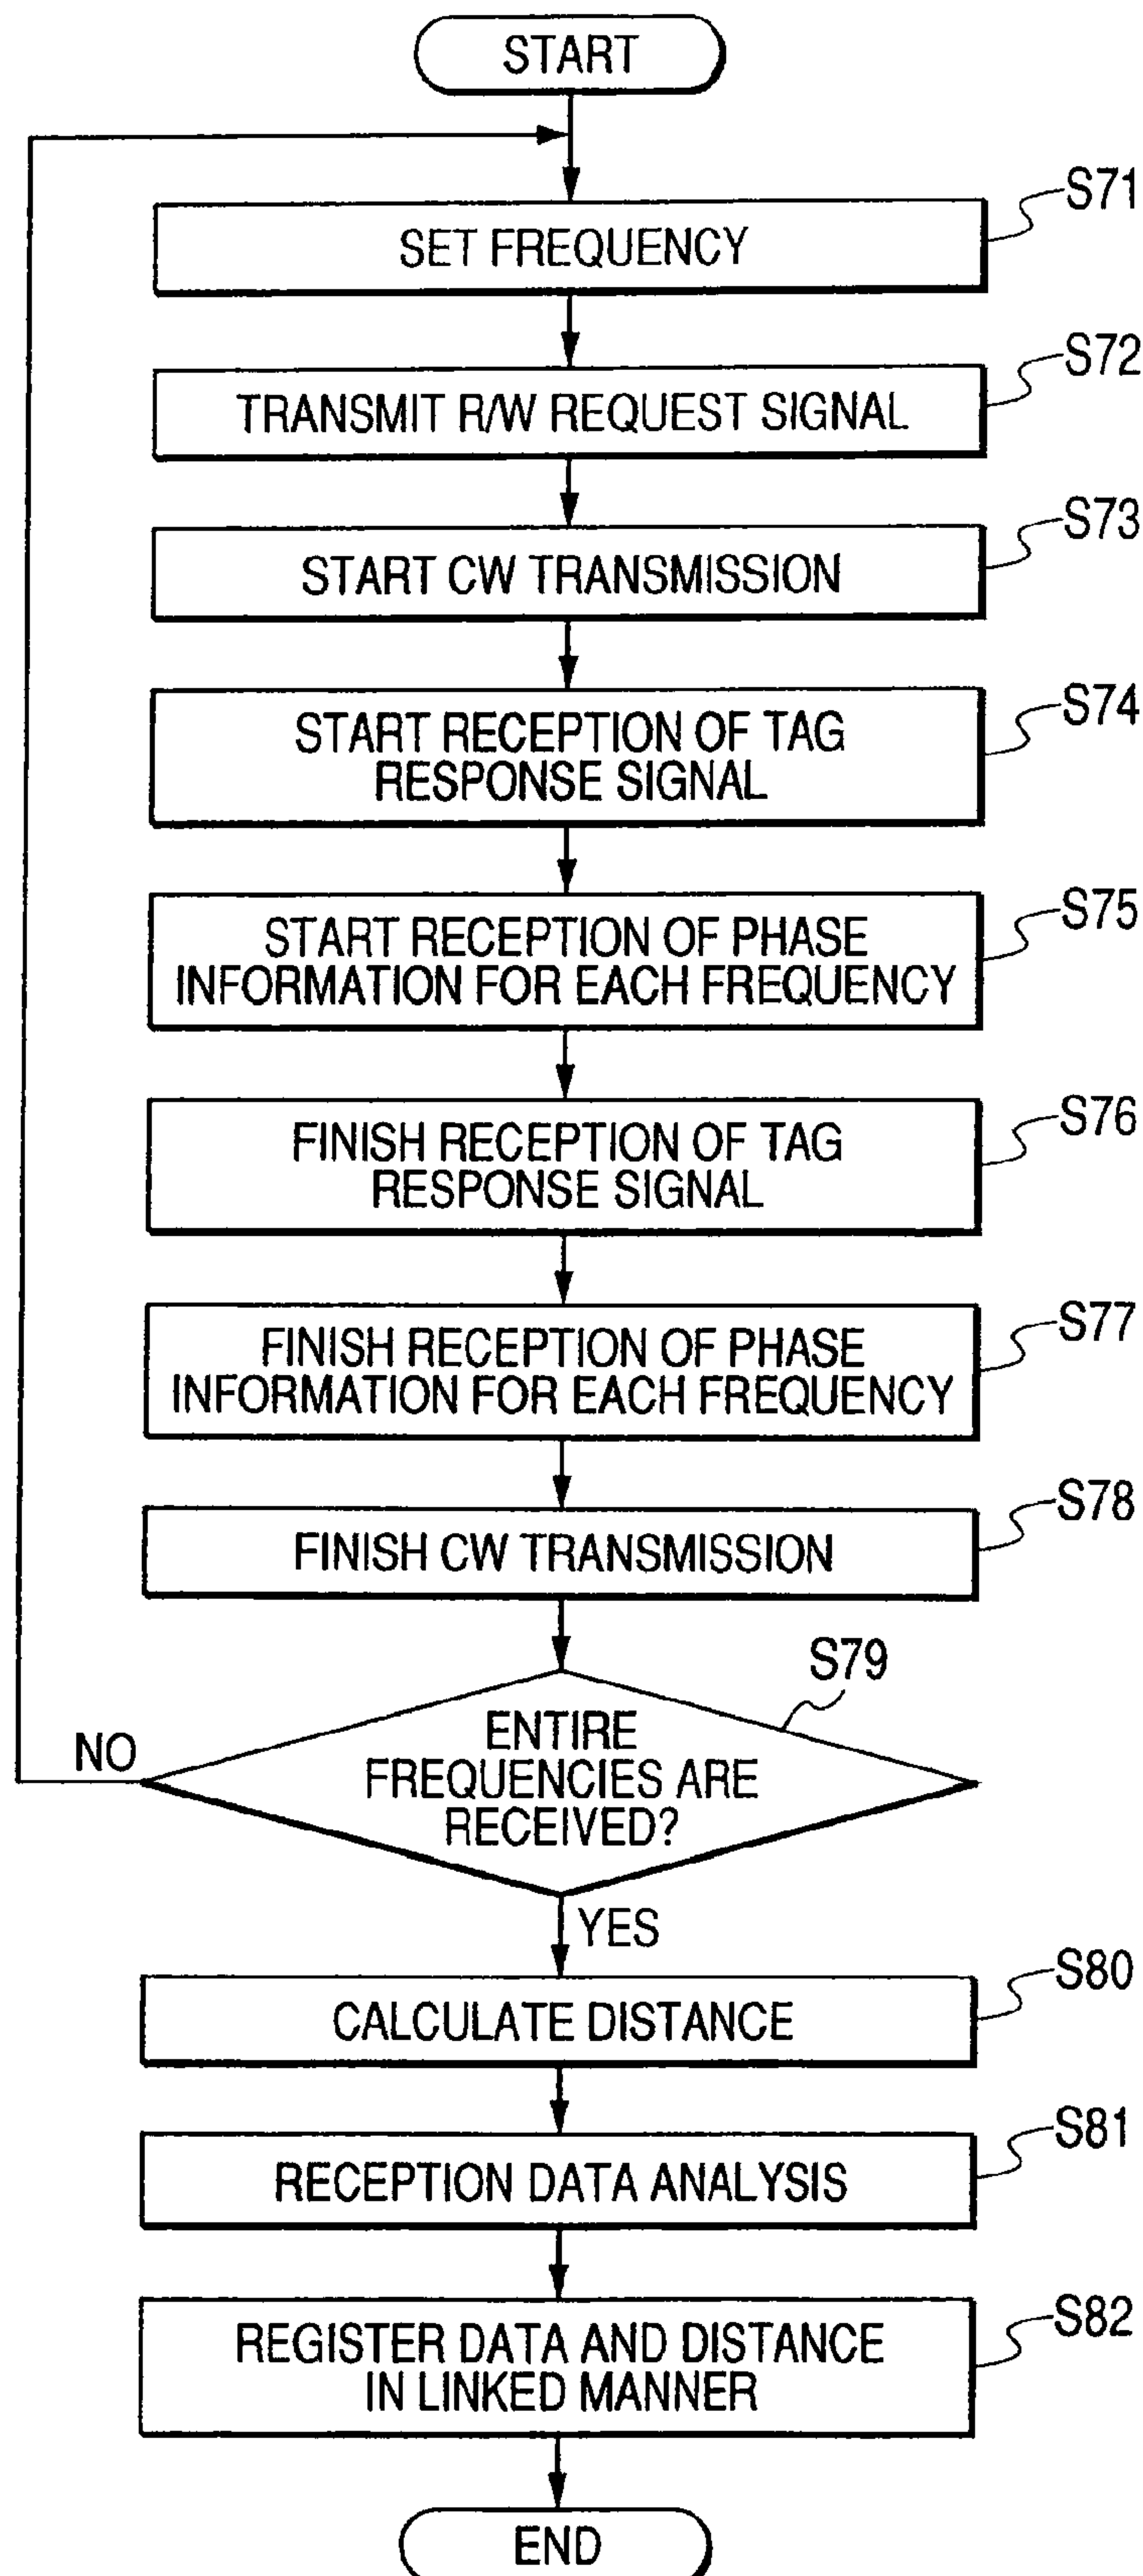 START
S71
SET FREQUENCY
S72
TRANSMIT R/W REQUEST SIGNAL
S73
START CW TRANSMISSION
S74
START RECEPTION OF TAG
RESPONSE SIGNAL
S75
START RECEPTION OF PHASE
INFORMATION FOR EACH FREQUENCY
S76
FINISH RECEPTION OF TAG
RESPONSE SIGNAL
S77
FINISH RECEPTION OF PHASE
INFORMATION FOR EACH FREQUENCY
S78
FINISH CW TRANSMISSION
S79
ENTIRE
FREQUENCIES ARE
RECEIVED?
NO
YES
S80
CALCULATE DISTANCE
S81
RECEPTION DATA ANALYSIS
S82
REGISTER DATA AND DISTANCE
IN LINKED MANNER
END